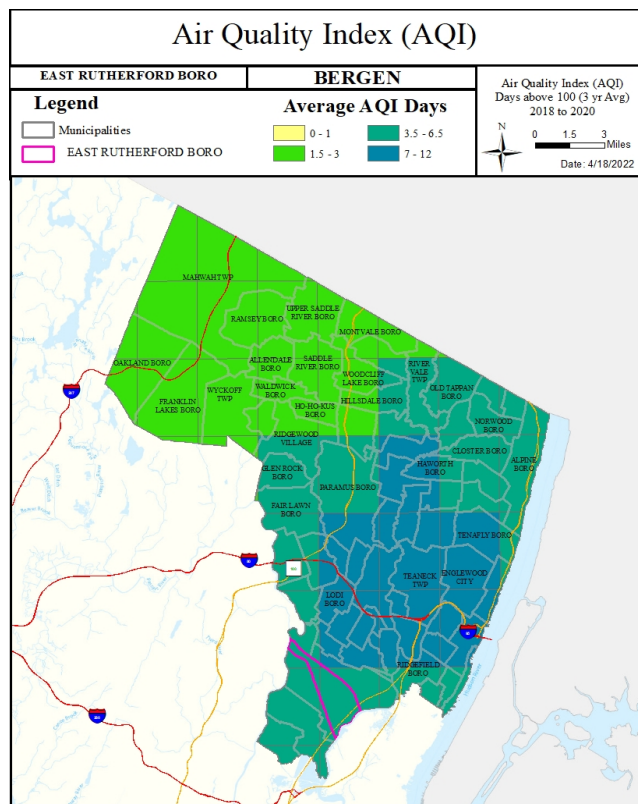 Air Quality Index (AQI)
EAST RUTHERFORD BORO
BERGEN
Legend
Municipalities
EAST RUTHERFORD BORO
Average AQI Days
0 - 1
1.5 - 3
3.5 - 6.5
7 - 12
Air Quality Index (AQI)
Days above 100 (3 yr Avg)
2018 to 2020
N
0 1.5 3
Miles
Date: 4/18/2022
MAHWAH TWP
RAMSEY BORO
UPPER SADDLE
RIVER BORO
MONTVALE BORO
OAKLAND BORO
ALLENDALE
BORO
SADDLE
RIVER BORO
RIVER
VALE
TWP
FRANKLIN
LAKES BORO
WYCKOFF
TWP
WALDWICK
BORO
WOODCLIFF
LAKE BORO
OLD TAPPAN
BORO
HO-HO-KUS
BORO
HILLSDALE BORO
NORWOOD
BORO
RIDGEWOOD
VILLAGE
CLOSTER BORO
ALPINE
BORO
GLEN ROCK
BORO
PARAMUS BORO
HAWORTH
BORO
FAIR LAWN
BORO
TENAFLY BORO
LODI
BORO
TEANECK
TWP
ENGLEWOOD
CITY
RIDGEFIELD
BORO